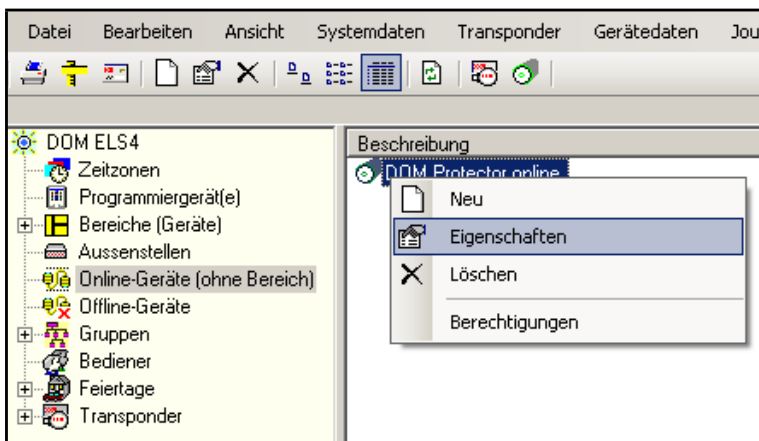 Datei Bearbeiten Ansicht Systemdaten Transponder Gerätedaten Jou
DOM ELS4
Zeitzonen
Programmiergerät(e)
Bereiche (Geräte)
Aussenstellen
Online-Geräte (ohne Bereich)
Offline-Geräte
Gruppen
Bediener
Feiertage
Transponder
Beschreibung
DOM Protector online
Neu
Eigenschaften
Löschen
Berechtigungen